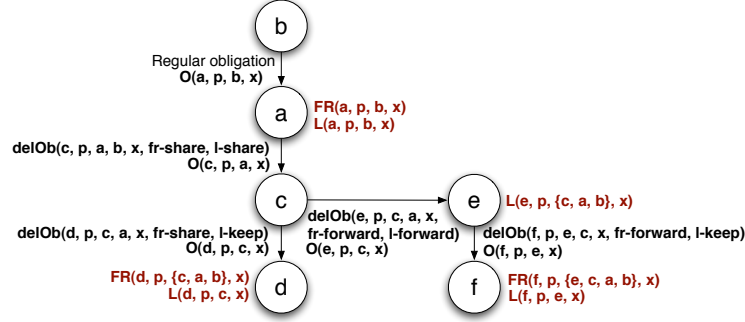 b
Regular obligation
O(a, p, b, x)
a
FR(a, p, b, x)
L(a, p, b, x)
delOb(c, p, a, b, x, fr-share, l-share)
O(c, p, a, x)
c
e
L(e, p, {c, a, b}, x)
delOb(d, p, c, a, x, fr-share, l-keep)
O(d, p, c, x)
delOb(e, p, c, a, x,
fr-forward, l-forward)
O(e, p, c, x)
delOb(f, p, e, c, x, fr-forward, l-keep)
O(f, p, e, x)
FR(d, p, {c, a, b}, x)
L(d, p, c, x)
d
f
FR(f, p, {e, c, a, b}, x)
L(f, p, e, x)